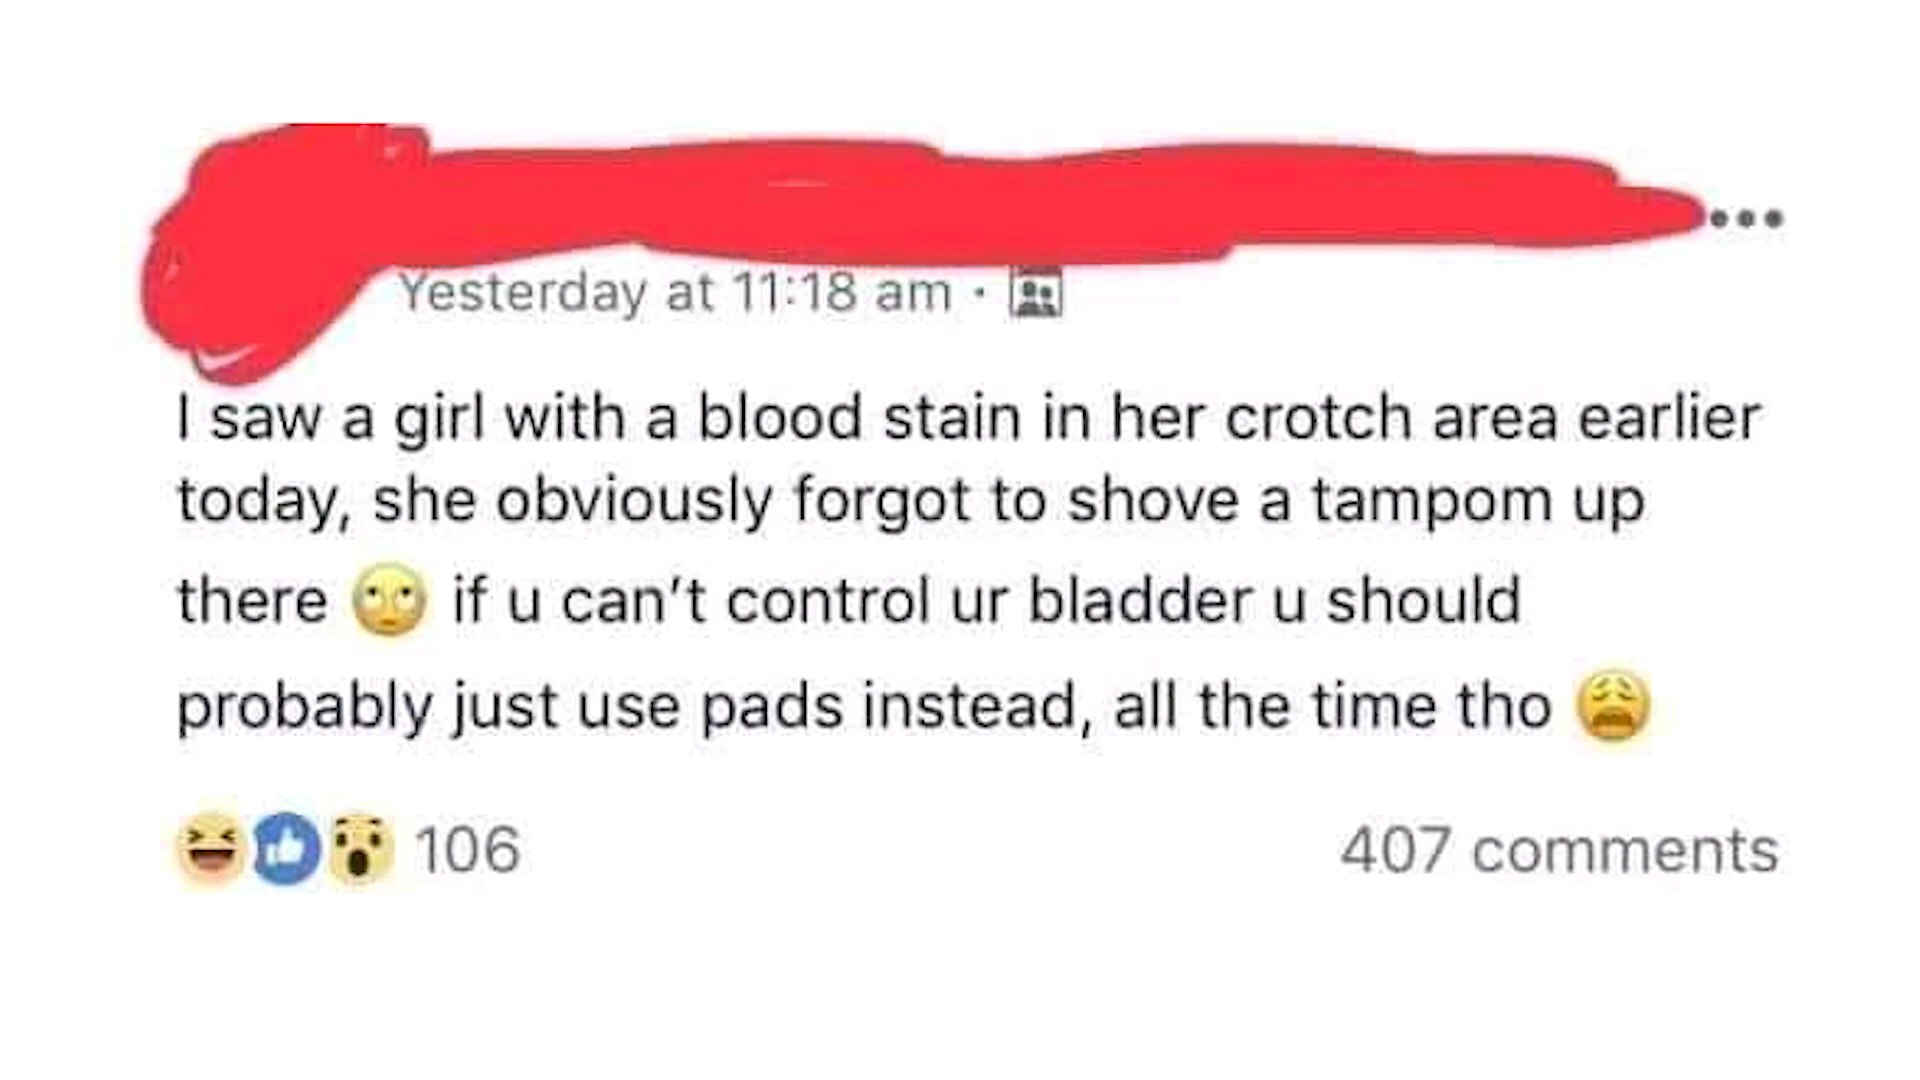 Yesterday at 11:18 am ·
I saw a girl with a blood stain in her crotch area earlier
today, she obviously forgot to shove a tampom up
there 🙄 if u can't control ur bladder u should
probably just use pads instead, all the time tho 😩
106
407 comments